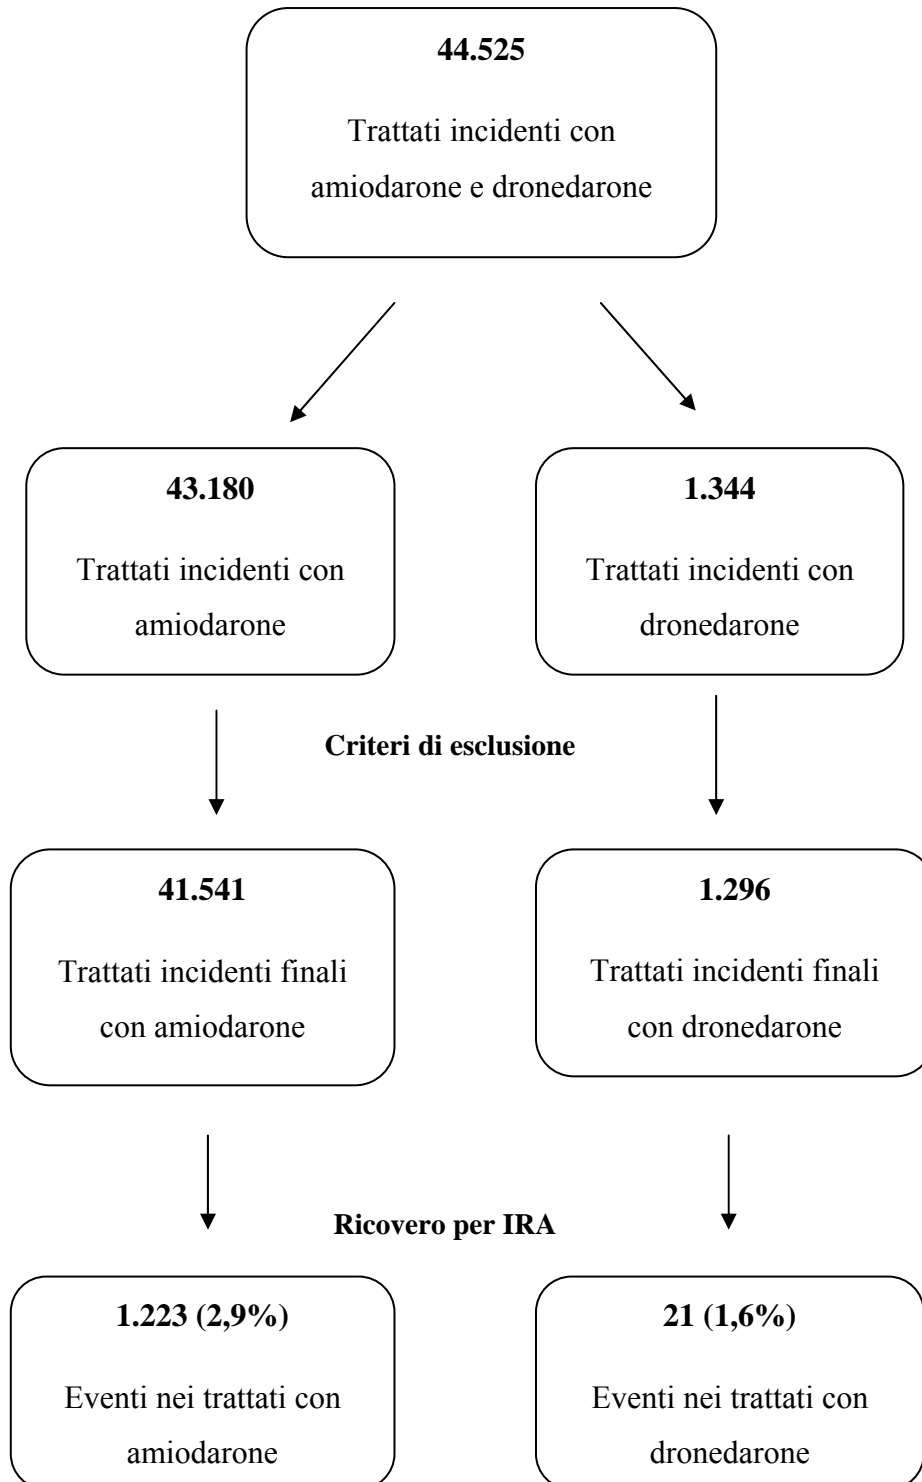 44.525
Trattati incidenti con
amiodarone e dronedarone
43.180
Trattati incidenti con
amiodarone
1.344
Trattati incidenti con
dronedarone
Criteri di esclusione
41.541
Trattati incidenti finali
con amiodarone
1.296
Trattati incidenti finali
con dronedarone
Ricovero per IRA
1.223 (2,9%)
Eventi nei trattati con
amiodarone
21 (1,6%)
Eventi nei trattati con
dronedarone